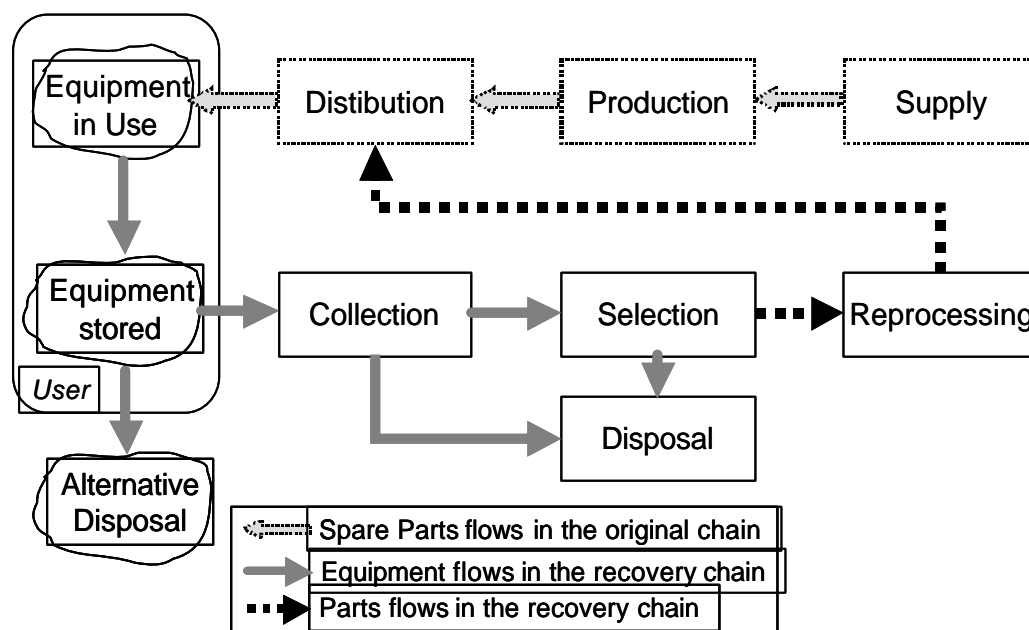 Equipment
in Use
Distibution
Production
Supply
Equipment
stored
Collection
Selection
Reprocessing
User
Disposal
Alternative
Disposal
Spare Parts flows in the original chain
Equipment flows in the recovery chain
Parts flows in the recovery chain